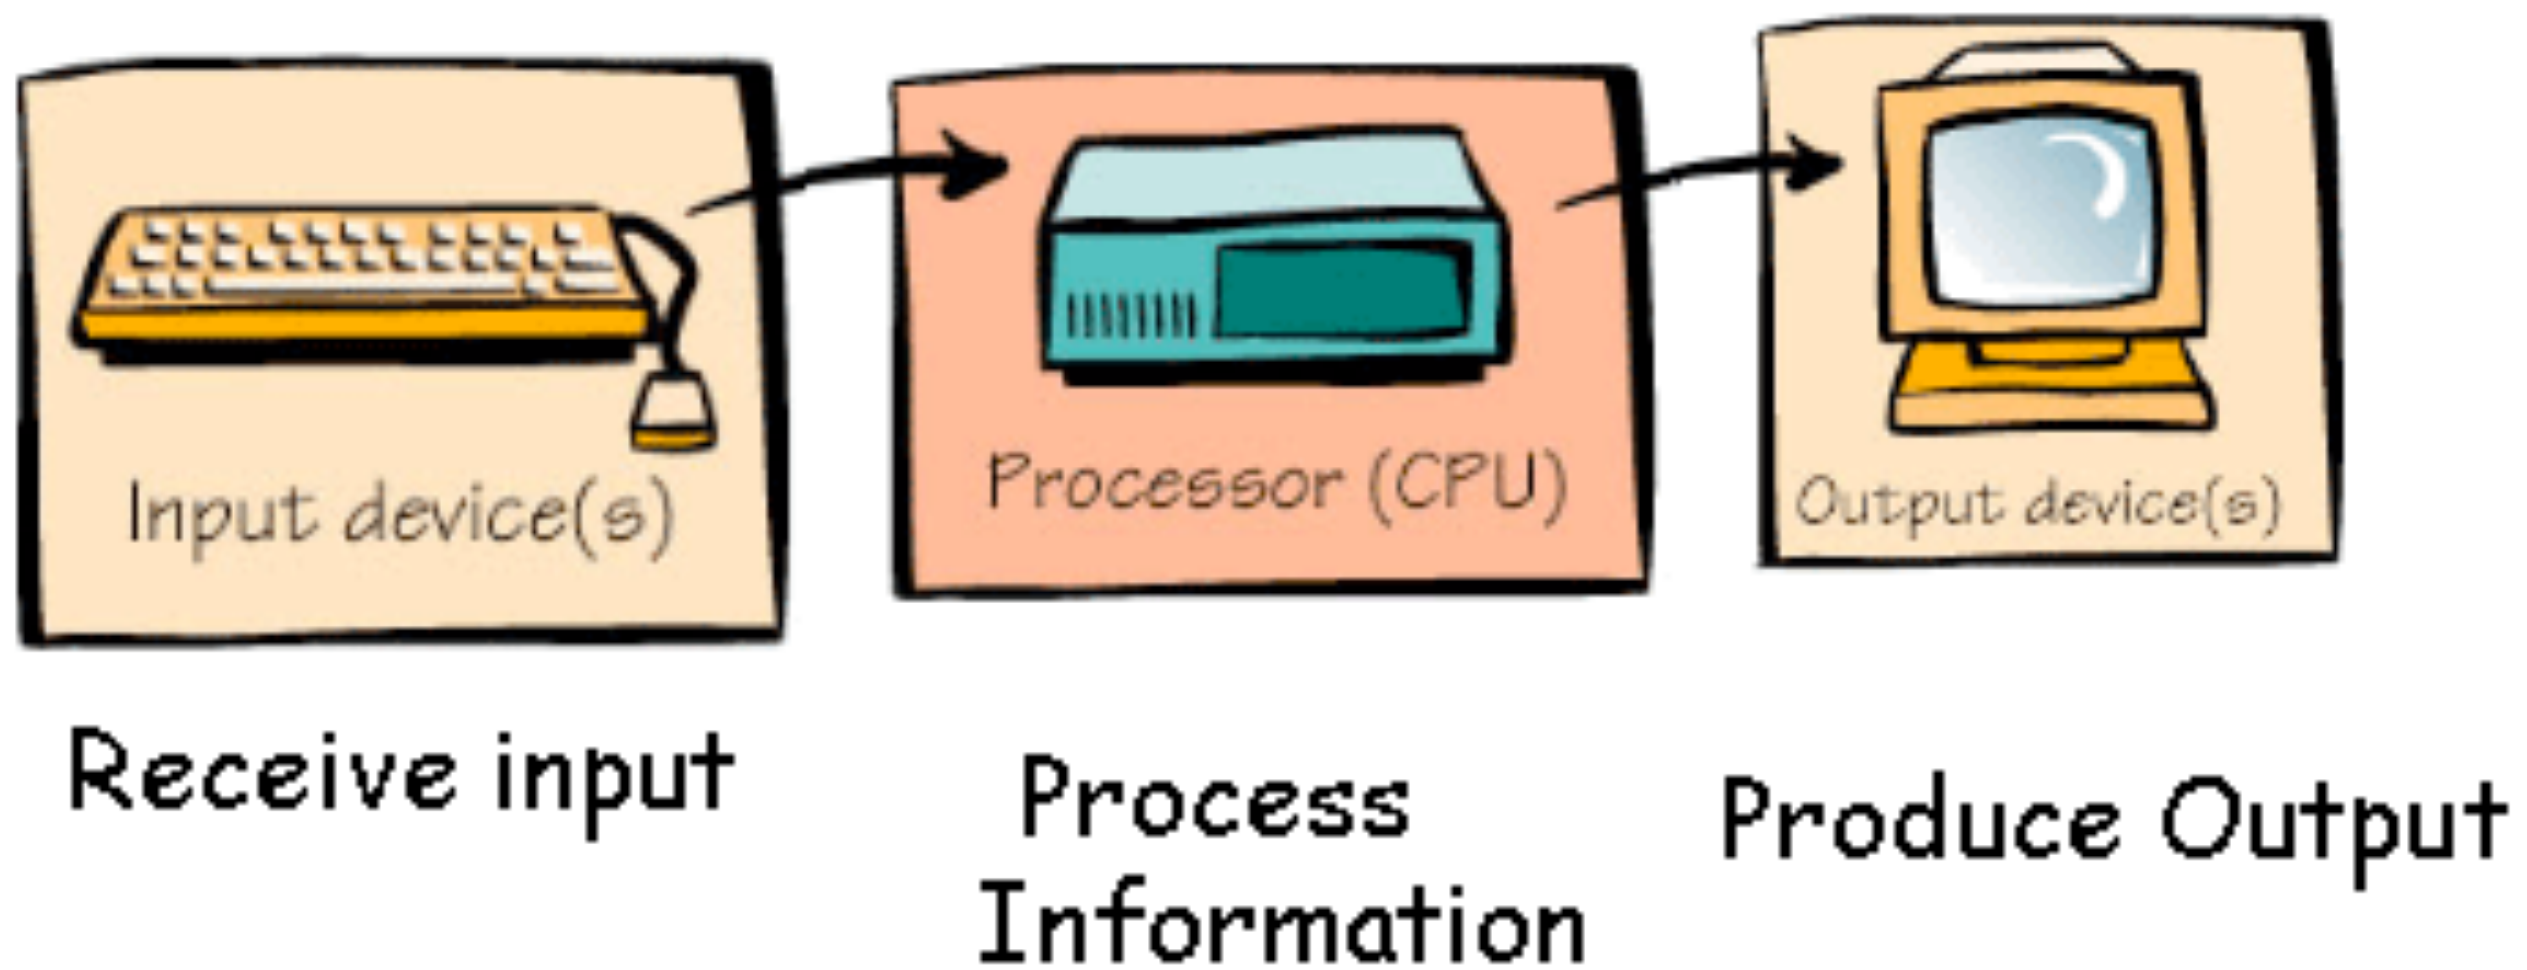 Input device(s)
Processor (CPU)
Output device(s)
Receive input
Process
Information
Produce Output